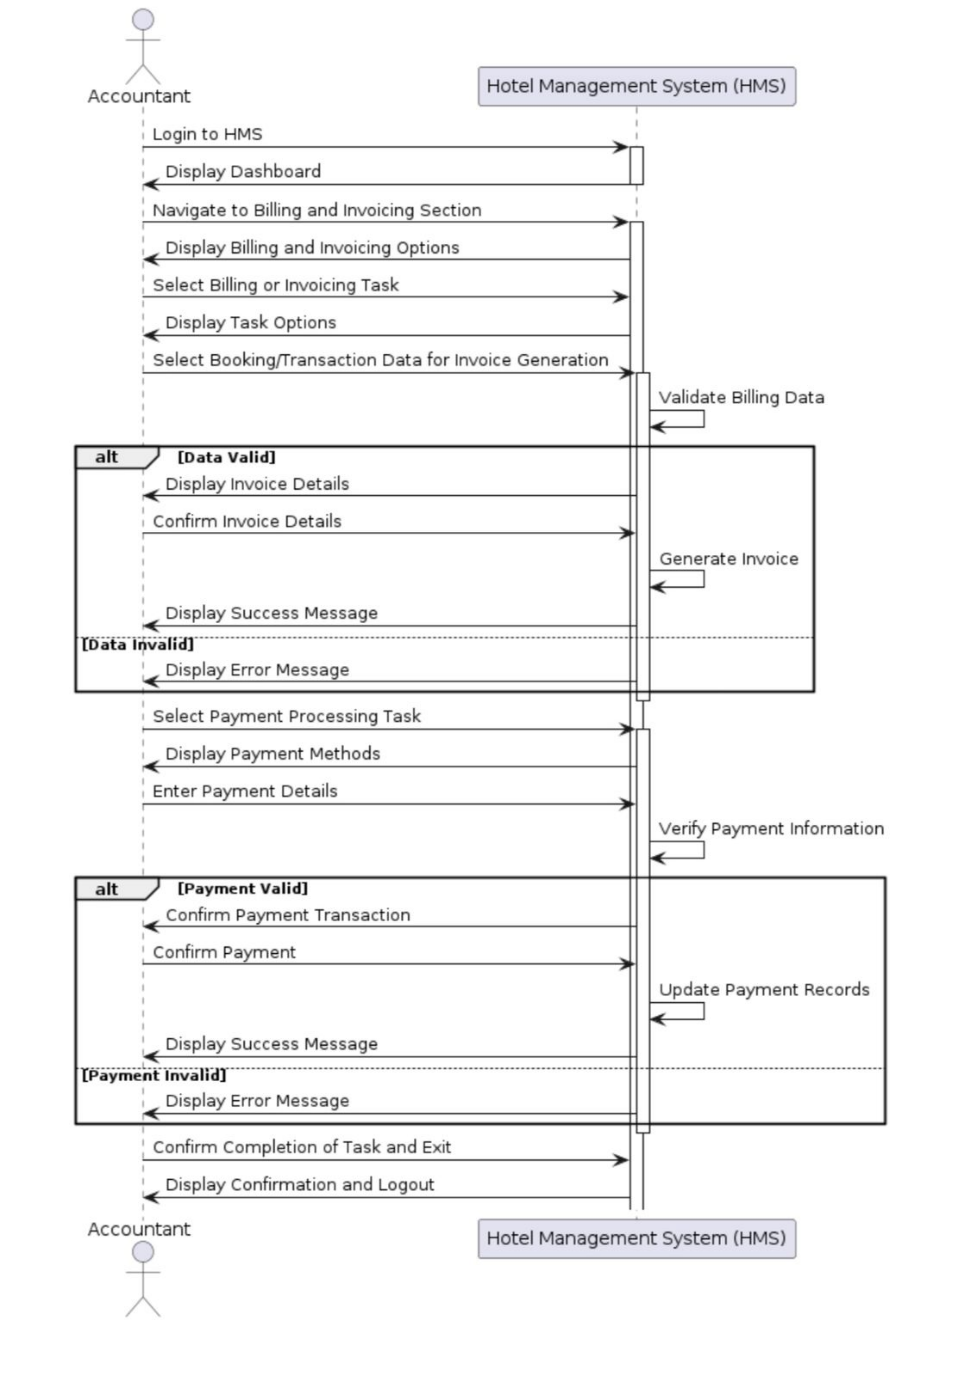 Accountant
Hotel Management System (HMS)
Login to HMS
Display Dashboard
Navigate to Billing and Invoicing Section
Display Billing and Invoicing Options
Select Billing or Invoicing Task
Display Task Options
Select Booking/Transaction Data for Invoice Generation
Validate Billing Data
alt [Data Valid]
Display Invoice Details
Confirm Invoice Details
Generate Invoice
Display Success Message
[Data Invalid]
Display Error Message
Select Payment Processing Task
Display Payment Methods
Enter Payment Details
Verify Payment Information
alt [Payment Valid]
Confirm Payment Transaction
Confirm Payment
Update Payment Records
Display Success Message
[Payment Invalid]
Display Error Message
Confirm Completion of Task and Exit
Display Confirmation and Logout
Accountant
Hotel Management System (HMS)